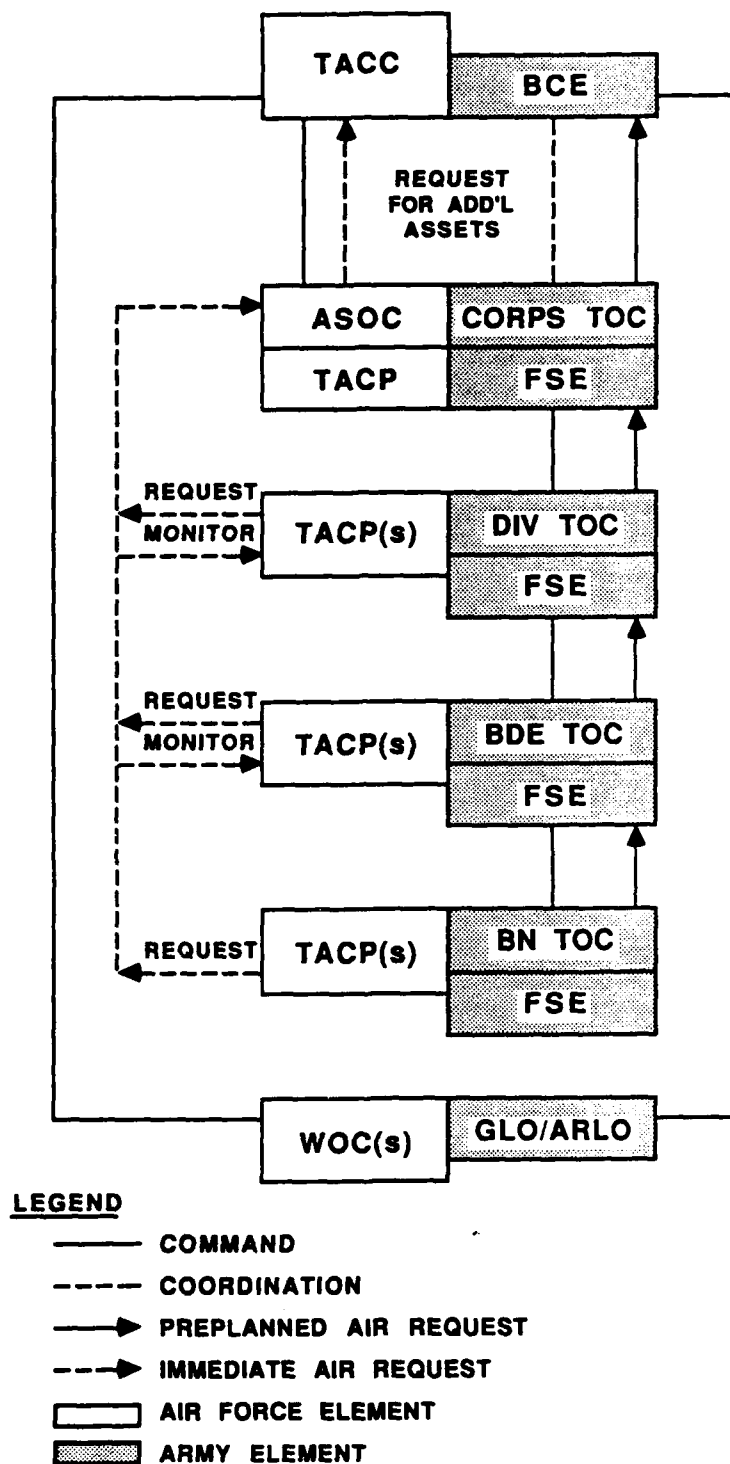 TACC
BCE
REQUEST
FOR ADD'L
ASSETS
ASOC
CORPS TOC
TACP
FSE
REQUEST
MONITOR
TACP(s)
DIV TOC
FSE
REQUEST
MONITOR
TACP(s)
BDE TOC
FSE
REQUEST
TACP(s)
BN TOC
FSE
WOC(s)
GLO/ARLO
LEGEND
COMMAND
COORDINATION
PREPLANNED AIR REQUEST
IMMEDIATE AIR REQUEST
AIR FORCE ELEMENT
ARMY ELEMENT